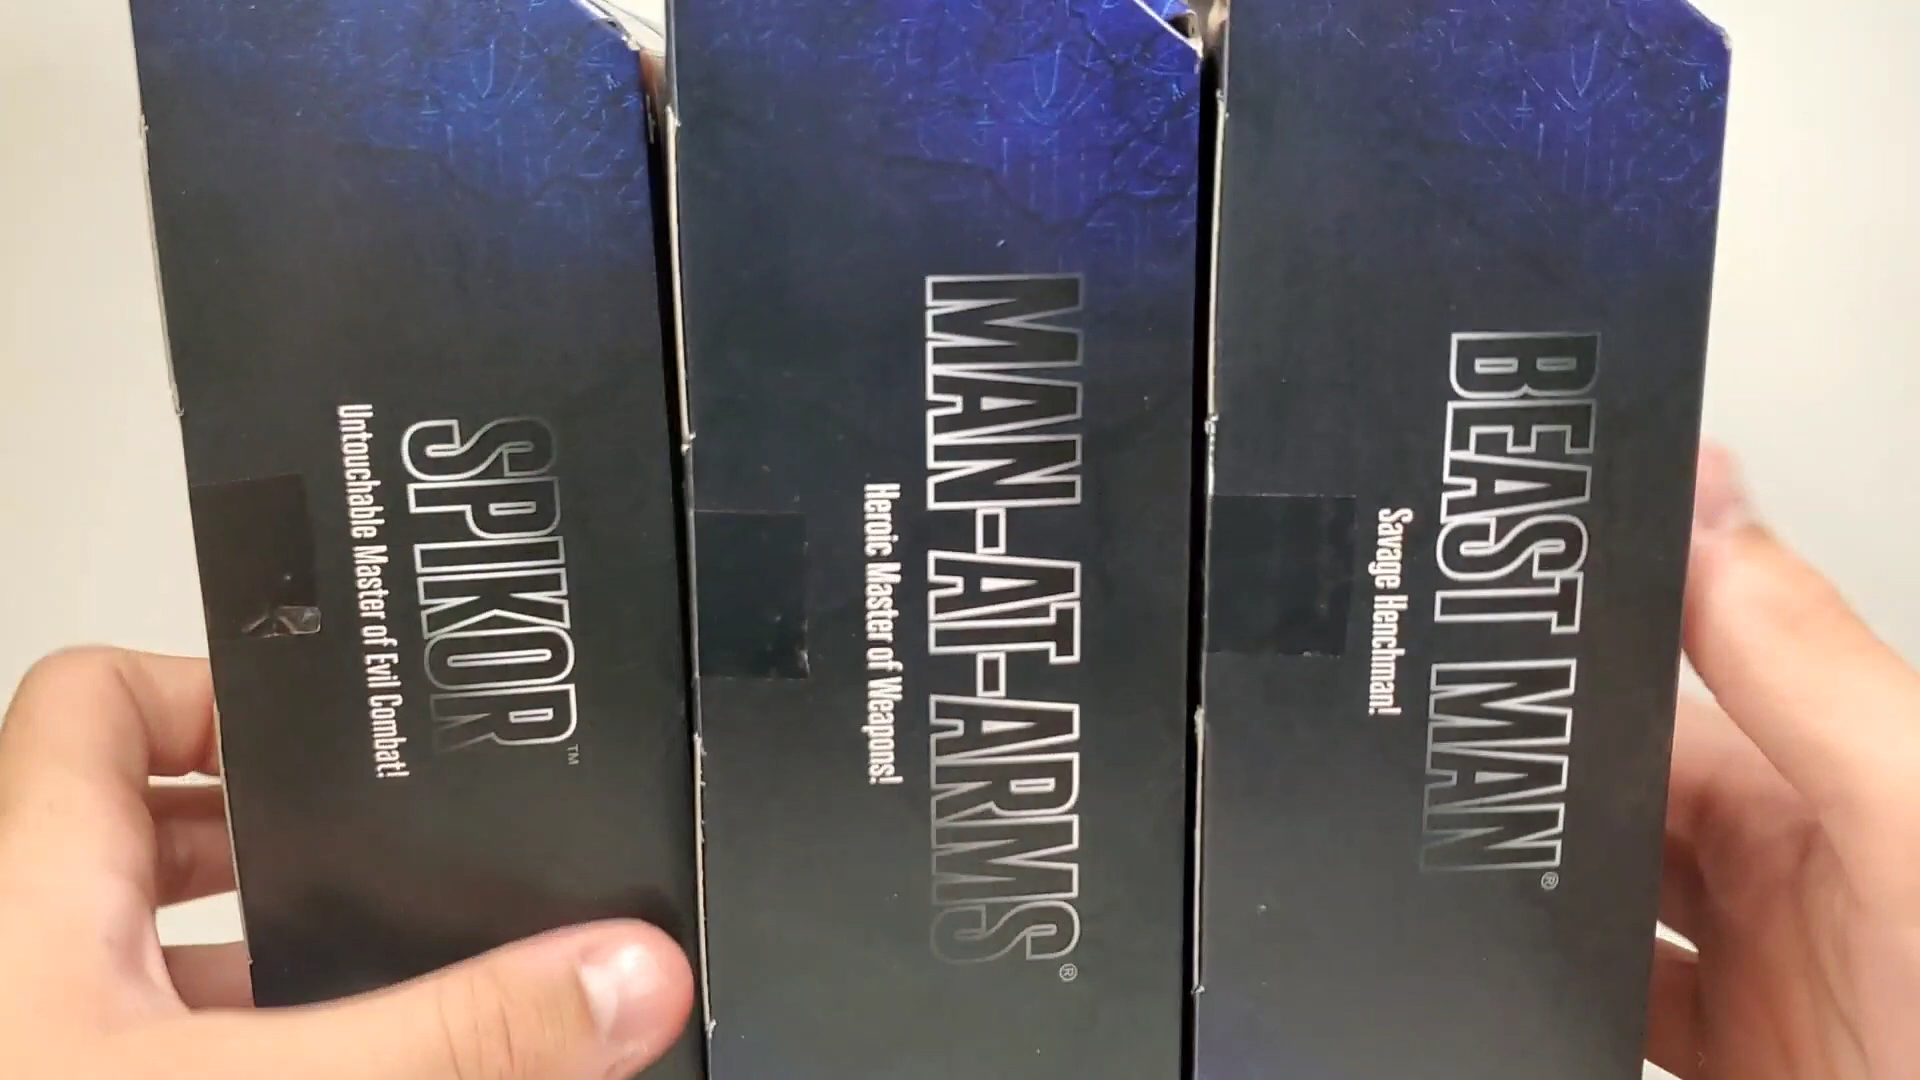 SPIKOR™
Untouchable Master of Evil Combat!
MAN-AT-ARMS®
Heroic Master of Weapons!
BEAST MAN®
Savage Henchman!